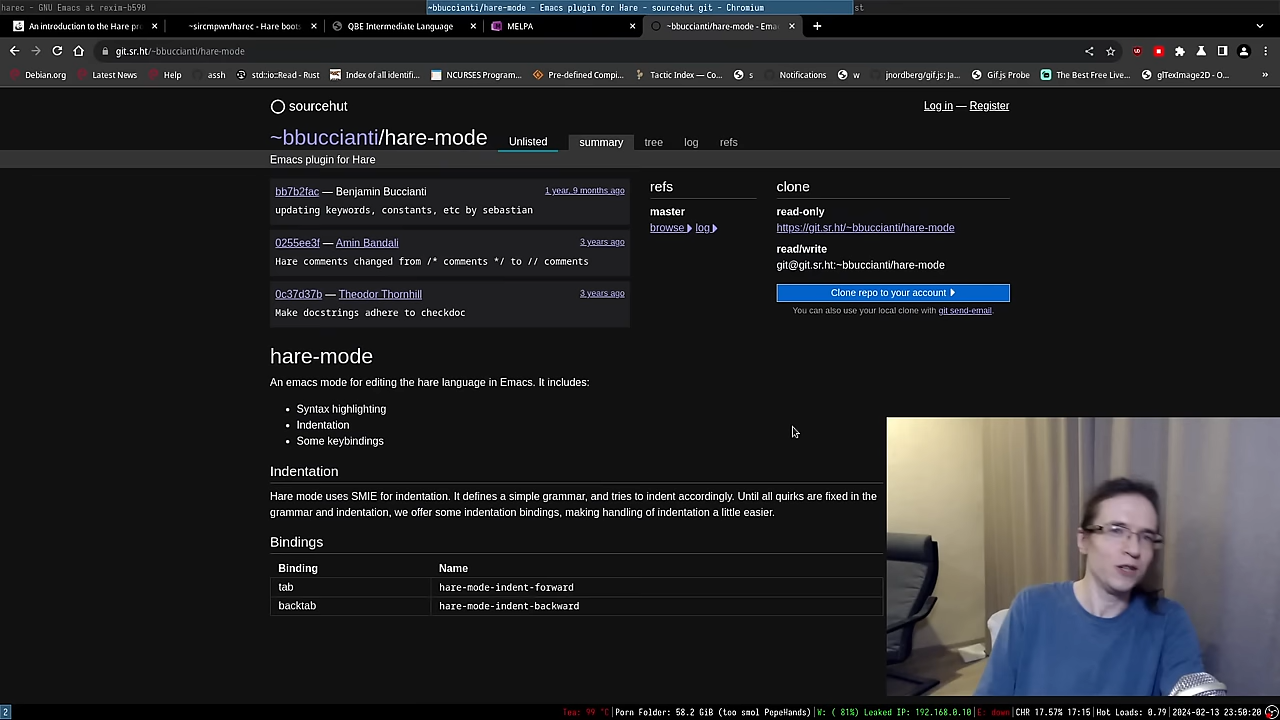 harec - GNU Emacs at rexim-b590
~bbuccianti/hare-mode - Emacs plugin for Hare - sourcehut git - Chromium
st
An introduction to the Hare pr
~sircmpwn/harec - Hare boots
QBE Intermediate Language
MELPA
~bbuccianti/hare-mode - Ema
git.sr.ht/~bbuccianti/hare-mode
Debian.org
Latest News
Help
assh
std::io::Read - Rust
Index of all identifi...
NCURSES Program...
Pre-defined Compi...
Tactic Index — Co...
s
Notifications
w
jnordberg/gif.js: Ja...
Gif.js Probe
The Best Free Live...
glTexImage2D - O...
»
sourcehut
Log in — Register
~bbuccianti/hare-mode
Unlisted
summary
tree
log
refs
Emacs plugin for Hare
bb7b2fac — Benjamin Buccianti
1 year, 9 months ago
updating keywords, constants, etc by sebastian
0255ee3f — Amin Bandali
3 years ago
Hare comments changed from /* comments */ to // comments
0c37d37b — Theodor Thornhill
3 years ago
Make docstrings adhere to checkdoc
refs
master
browse log
clone
read-only
https://git.sr.ht/~bbuccianti/hare-mode
read/write
git@git.sr.ht:~bbuccianti/hare-mode
Clone repo to your account
You can also use your local clone with git send-email.
hare-mode
An emacs mode for editing the hare language in Emacs. It includes:
• Syntax highlighting
• Indentation
• Some keybindings
Indentation
Hare mode uses SMIE for indentation. It defines a simple grammar, and tries to indent accordingly. Until all quirks are fixed in the
grammar and indentation, we offer some indentation bindings, making handling of indentation a little easier.
Bindings
Binding Name
tab hare-mode-indent-forward
backtab hare-mode-indent-backward
2
99 °C|Porn Folder: 58.2 GiB (too smol PepeHands)|W: ( 81%) Leaked IP: 192.168.0.10|E: down|CHR 17.57% 17:15|Hot Loads: 0.79|2024-02-13 23:50:20